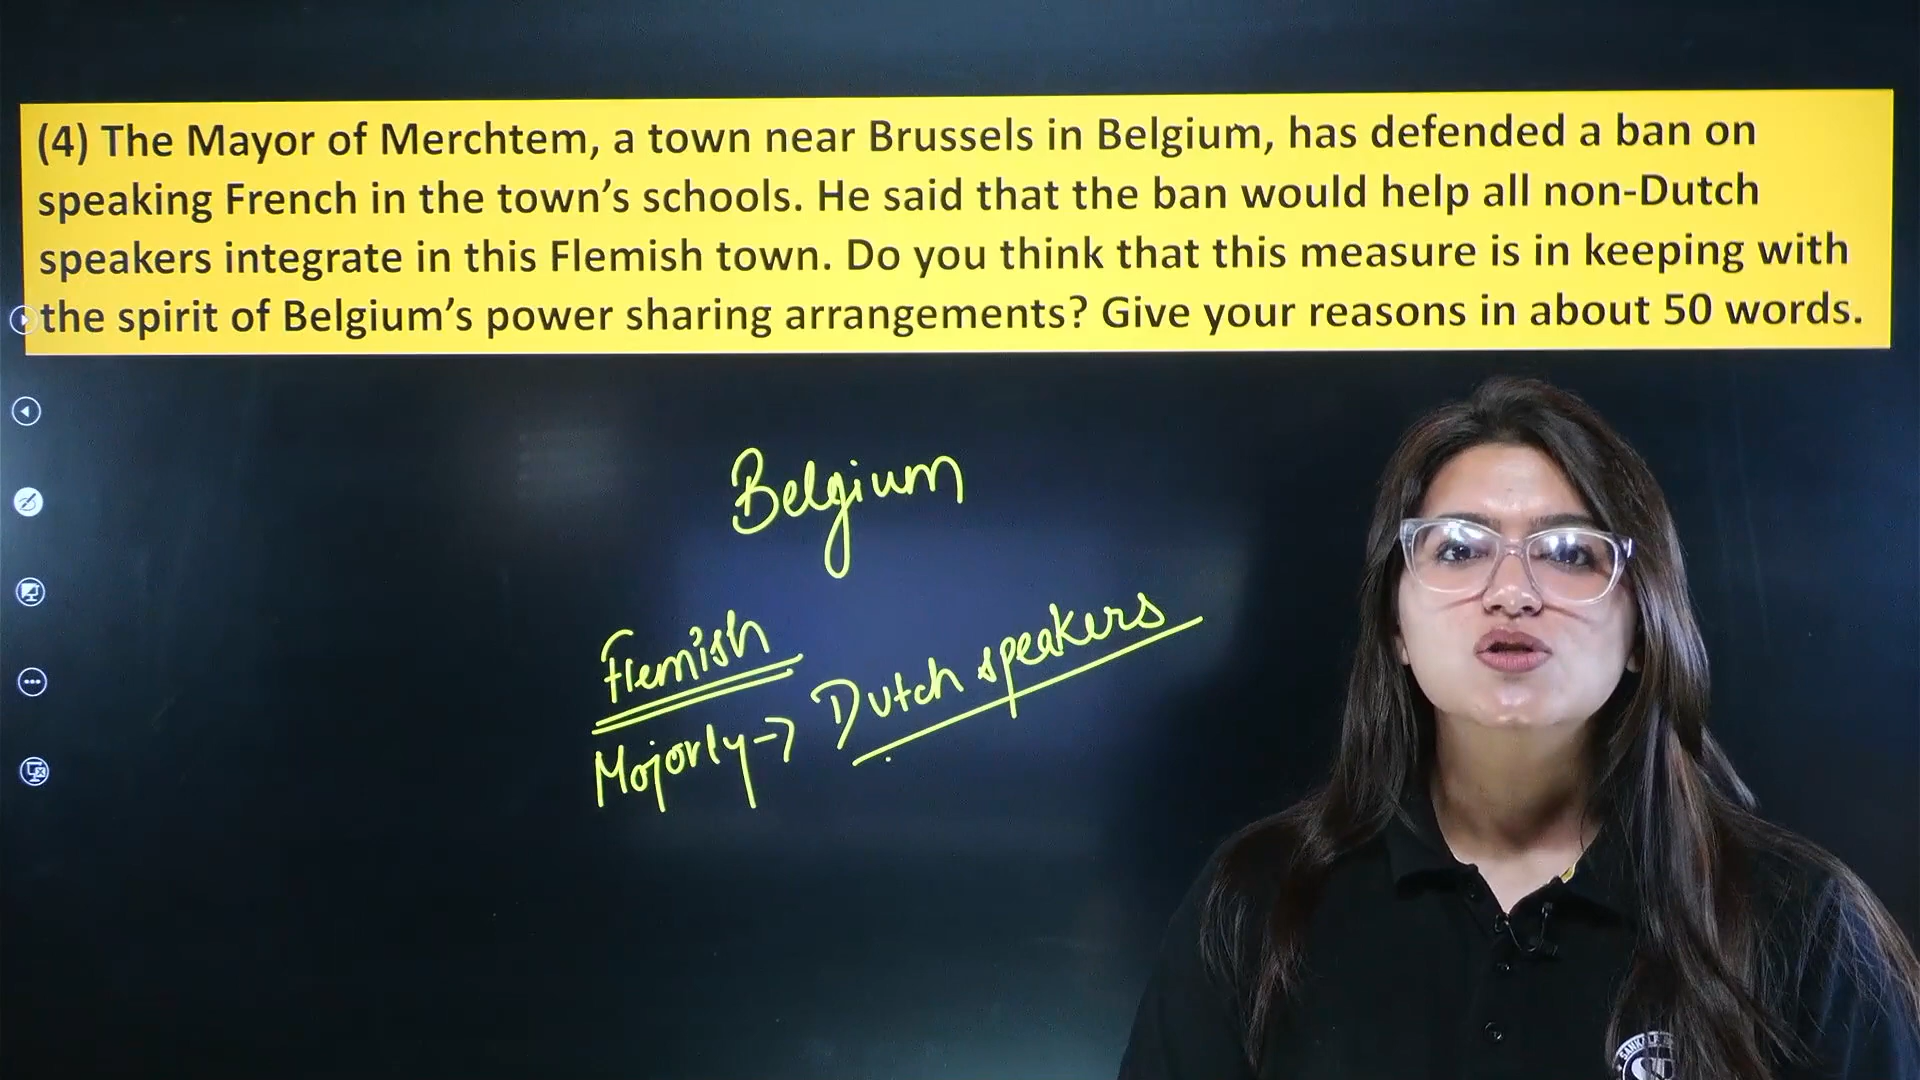 (4) The Mayor of Merchtem, a town near Brussels in Belgium, has defended a ban on
speaking French in the town’s schools. He said that the ban would help all non-Dutch
speakers integrate in this Flemish town. Do you think that this measure is in keeping with
the spirit of Belgium’s power sharing arrangements? Give your reasons in about 50 words.
Belgium
Flemish
Majorly → Dutch speakers